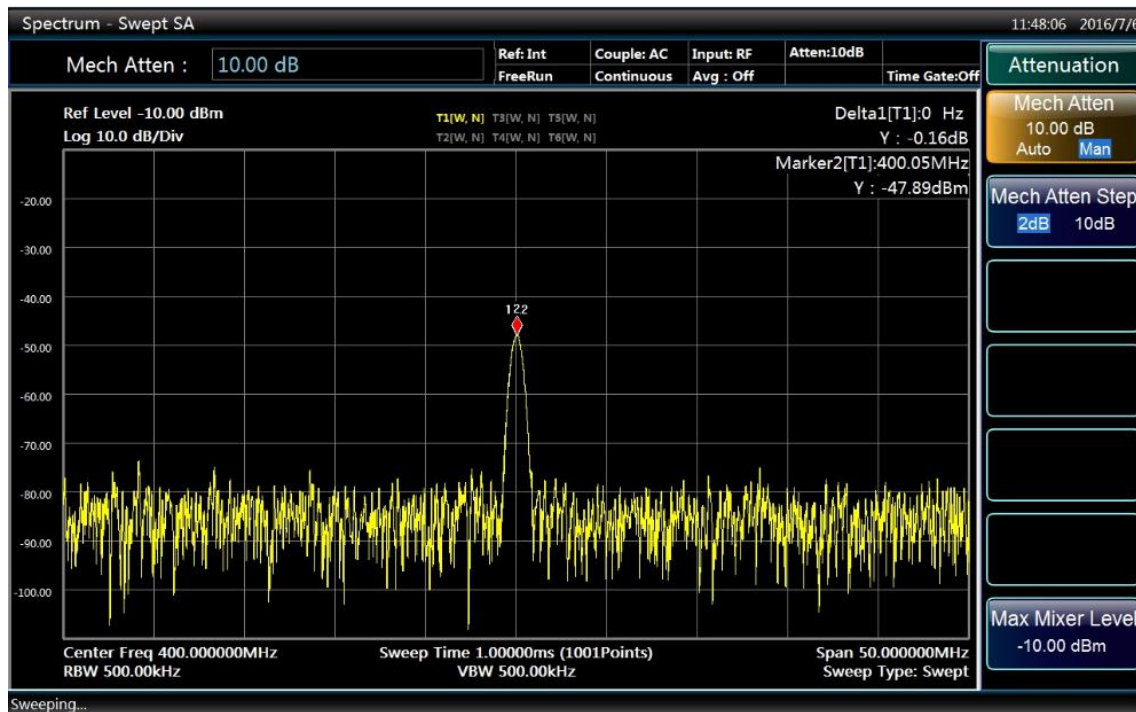 Spectrum - Swept SA
11:48:06 2016/7/6
Mech Atten : 10.00 dB
Ref: Int Couple: AC Input: RF Atten:10dB
FreeRun Continuous Avg : Off Time Gate:Off
Attenuation
Ref Level -10.00 dBm
Log 10.0 dB/Div
T1[W, N] T3[W, N] T5[W, N]
T2[W, N] T4[W, N] T6[W, N]
Delta1[T1]:0 Hz
Y : -0.16dB
Marker2[T1]:400.05MHz
Y : -47.89dBm
-20.00
-30.00
-40.00
-50.00
-60.00
-70.00
-80.00
-90.00
-100.00
Center Freq 400.000000MHz Sweep Time 1.00000ms (1001Points) Span 50.000000MHz
RBW 500.00kHz VBW 500.00kHz Sweep Type: Swept
Mech Atten
10.00 dB
Auto Man
Mech Atten Step
2dB 10dB
Max Mixer Level
-10.00 dBm
Sweeping...